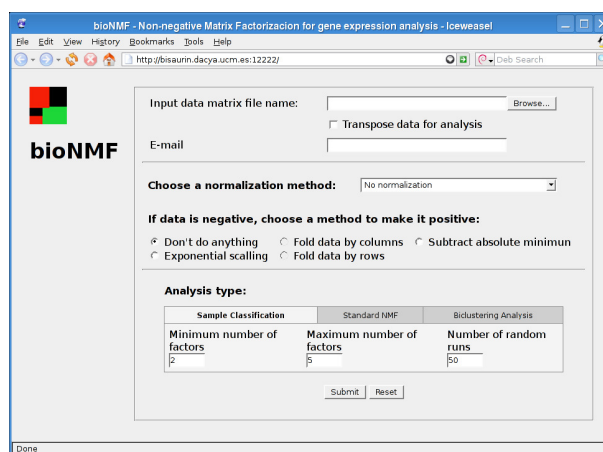 bioNMF - Non-negative Matrix Factorizacion for gene expression analysis - Iceweasel
File Edit View History Bookmarks Tools Help
http://bisaurin.dacya.ucm.es:12222/ Deb Search
bioNMF
Input data matrix file name: Browse...
Transpose data for analysis
E-mail
Choose a normalization method: No normalization
If data is negative, choose a method to make it positive:
Don't do anything Fold data by columns Subtract absolute minimun
Exponential scalling Fold data by rows
Analysis type:
Sample Classification Standard NMF Biclustering Analysis
Minimum number of factors Maximum number of factors Number of random runs
2 5 50
Submit Reset
Done